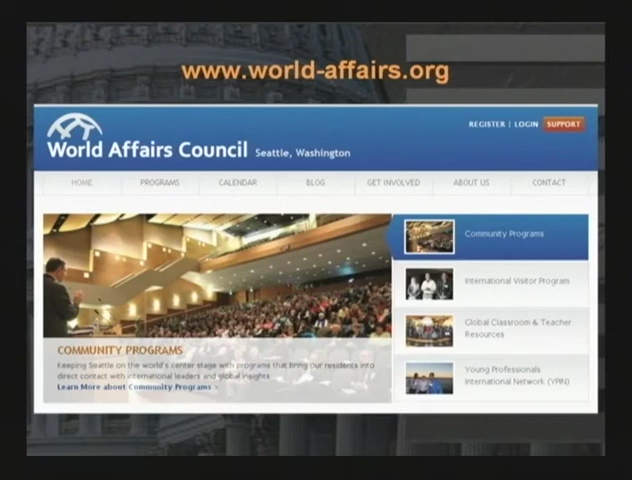 www.world-affairs.org
World Affairs Council Seattle, Washington
REGISTER | LOGIN SUPPORT
HOME PROGRAMS CALENDAR BLOG GET INVOLVED ABOUT US CONTACT
COMMUNITY PROGRAMS
Keeping Seattle on the world's center stage with programs that bring our residents into
direct contact with international leaders and global insights
Learn More about Community Programs >
Community Programs
International Visitor Program
Global Classroom & Teacher
Resources
Young Professionals
International Network (YPIN)